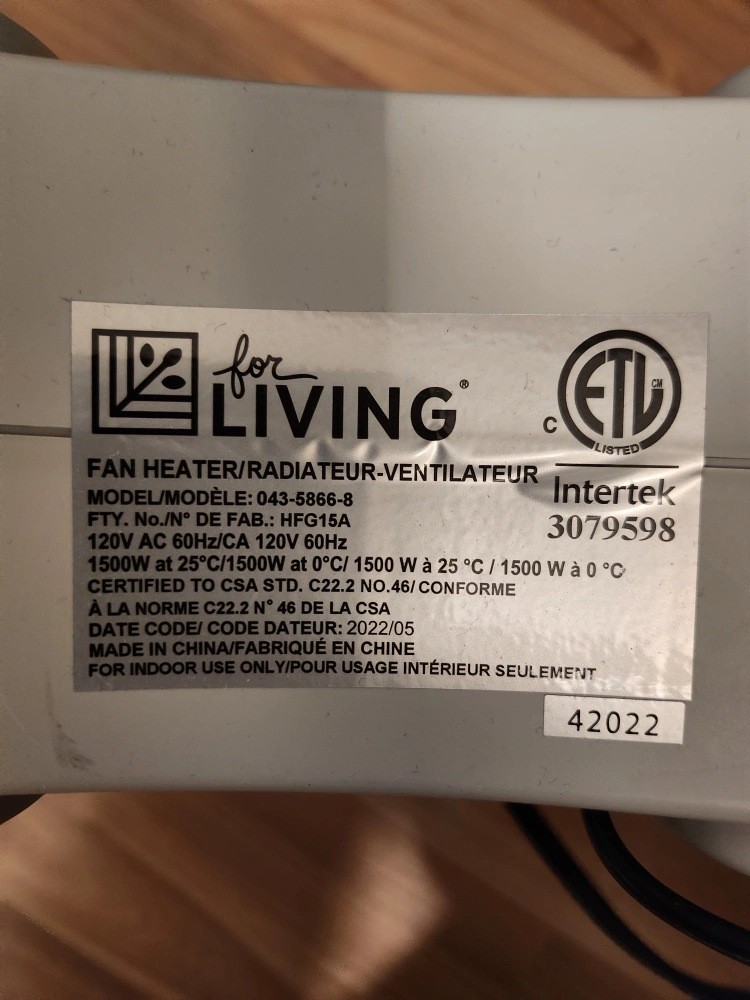 for
LIVING®
C ETL CM
LISTED
Intertek
3079598
FAN HEATER/RADIATEUR-VENTILATEUR
MODEL/MODÈLE: 043-5866-8
FTY. No./N° DE FAB.: HFG15A
120V AC 60Hz/CA 120V 60Hz
1500W at 25°C/1500W at 0°C/ 1500 W à 25 °C / 1500 W à 0 °C
CERTIFIED TO CSA STD. C22.2 NO.46/ CONFORME
À LA NORME C22.2 N° 46 DE LA CSA
DATE CODE/ CODE DATEUR: 2022/05
MADE IN CHINA/FABRIQUÉ EN CHINE
FOR INDOOR USE ONLY/POUR USAGE INTÉRIEUR SEULEMENT
42022